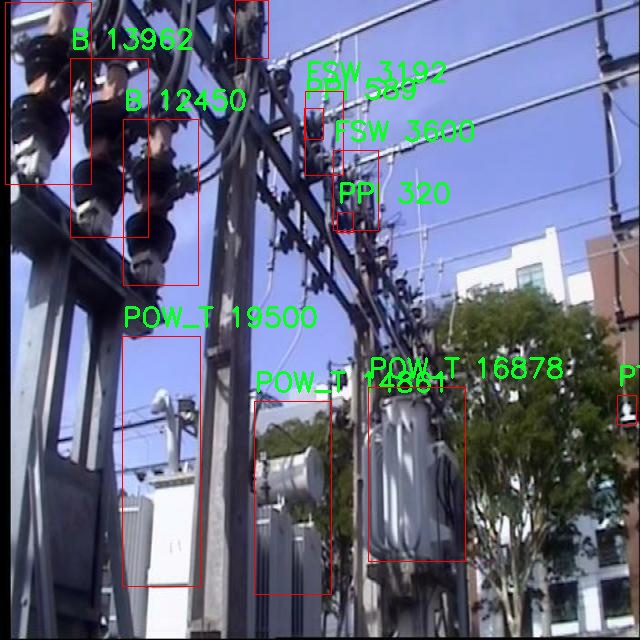 B 13962
FSW 3192
PPI 589
B 12450
FSW 3600
PPI 320
POW_T 19500
POW_T 16878
POW_T 14861